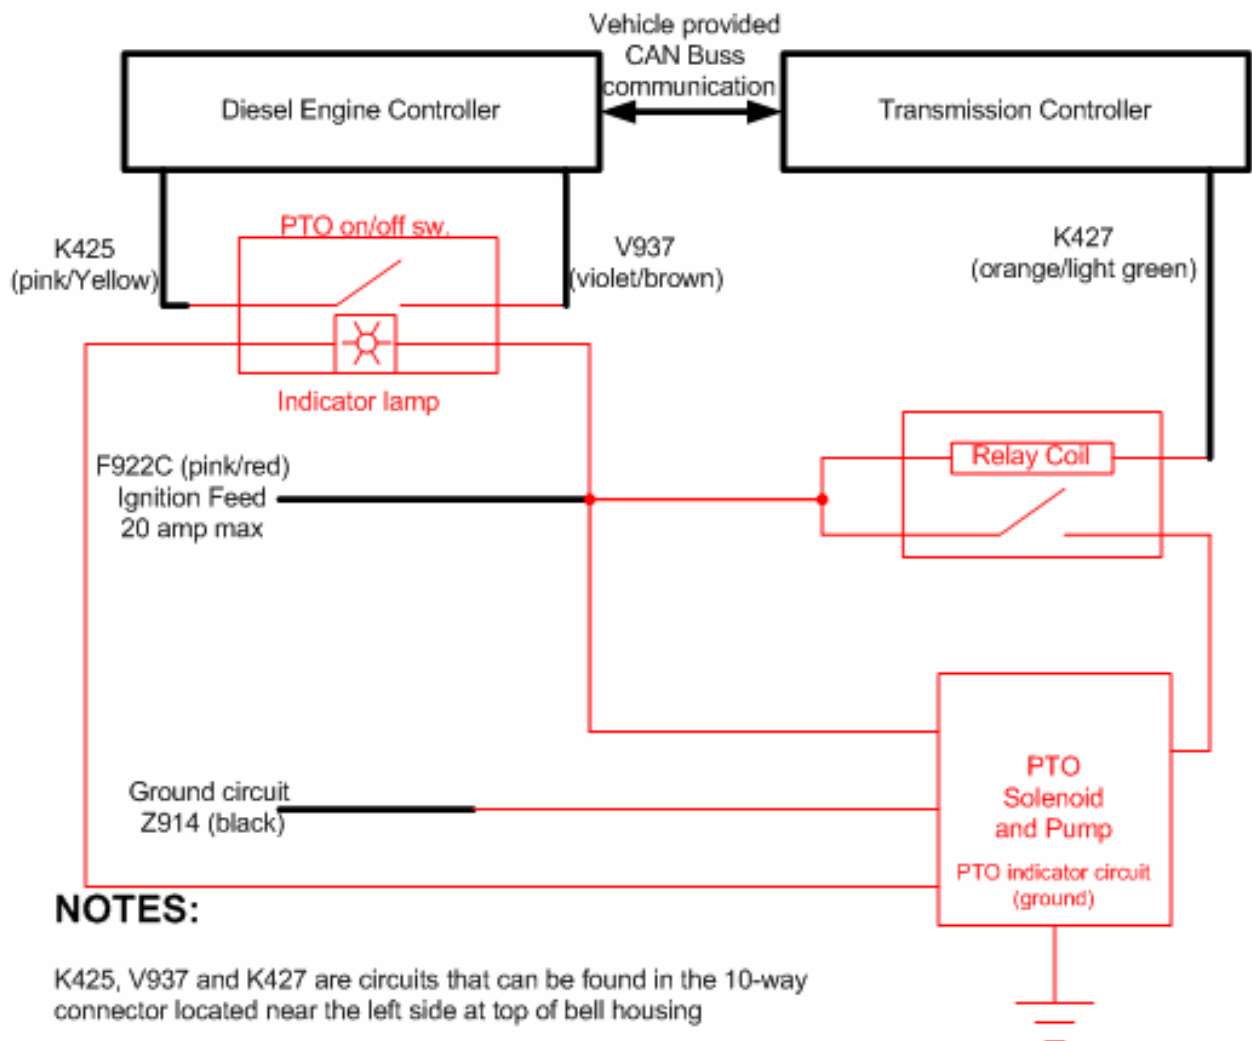 Vehicle provided
CAN Buss
communication
Diesel Engine Controller
Transmission Controller
PTO on/off sw.
K425
(pink/Yellow)
V937
(violet/brown)
K427
(orange/light green)
Indicator lamp
Relay Coil
F922C (pink/red)
Ignition Feed
20 amp max
Ground circuit
Z914 (black)
PTO
Solenoid
and Pump
PTO indicator circuit
(ground)
NOTES:
K425, V937 and K427 are circuits that can be found in the 10-way
connector located near the left side at top of bell housing